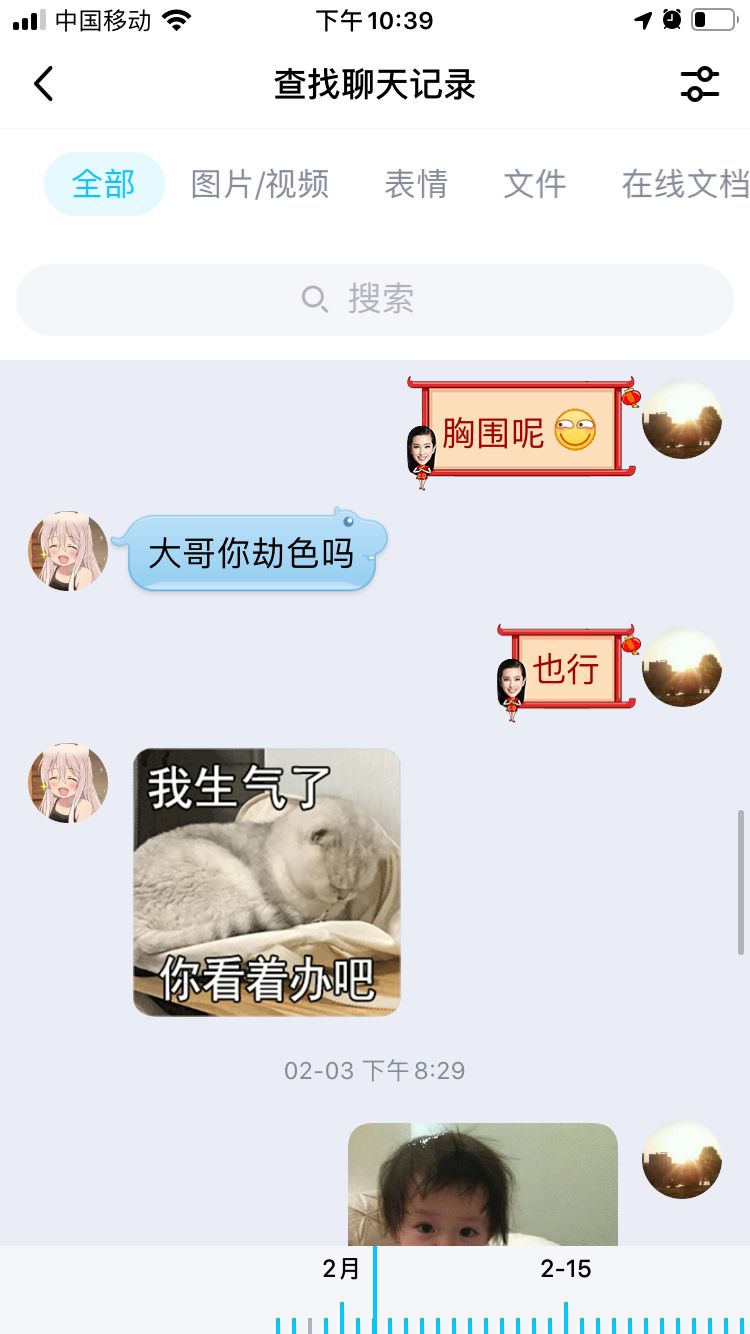 中国移动
下午10:39
查找聊天记录
全部
图片/视频
表情
文件
在线文档
搜索
胸围呢
大哥你劫色吗
也行
我生气了
你看着办吧
02-03 下午8:29
2月
2-15